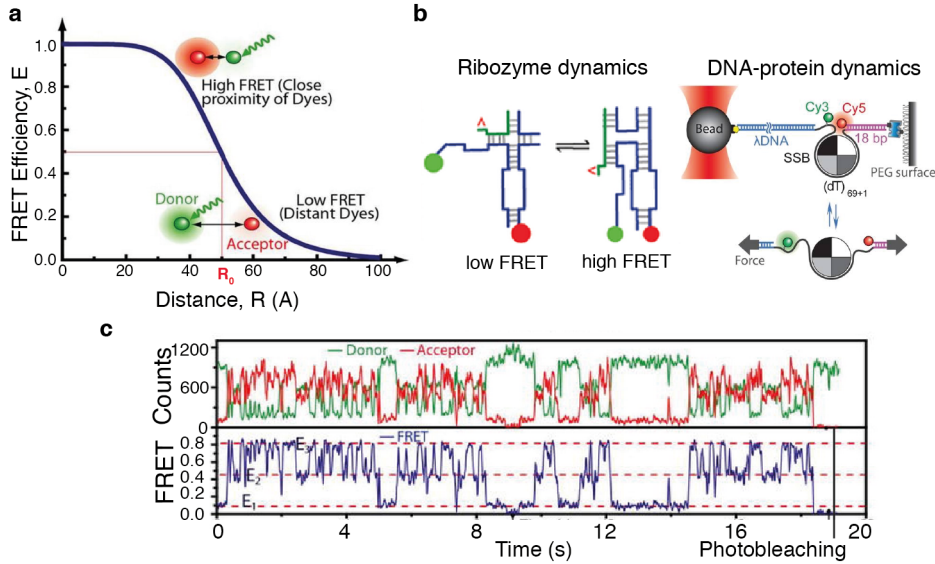 a
FRET Efficiency, E
1.0
0.8
0.6
0.4
0.2
0.0
High FRET (Close
proximity of Dyes)
Donor
Low FRET
(Distant Dyes)
Acceptor
0 20 40 60 80 100
R0
Distance, R (A)
b
Ribozyme dynamics
low FRET
high FRET
DNA-protein dynamics
Cy3
Cy5
Bead
λDNA
18 bp
SSB
PEG surface
(dT) 69+1
Force
c
Counts
1200
600
0
Donor
Acceptor
FRET
0.8
0.6
0.4
0.2
0.0
FRET
E3
E2
E1
0 4 8 12 16 20
Time (s)
Photobleaching